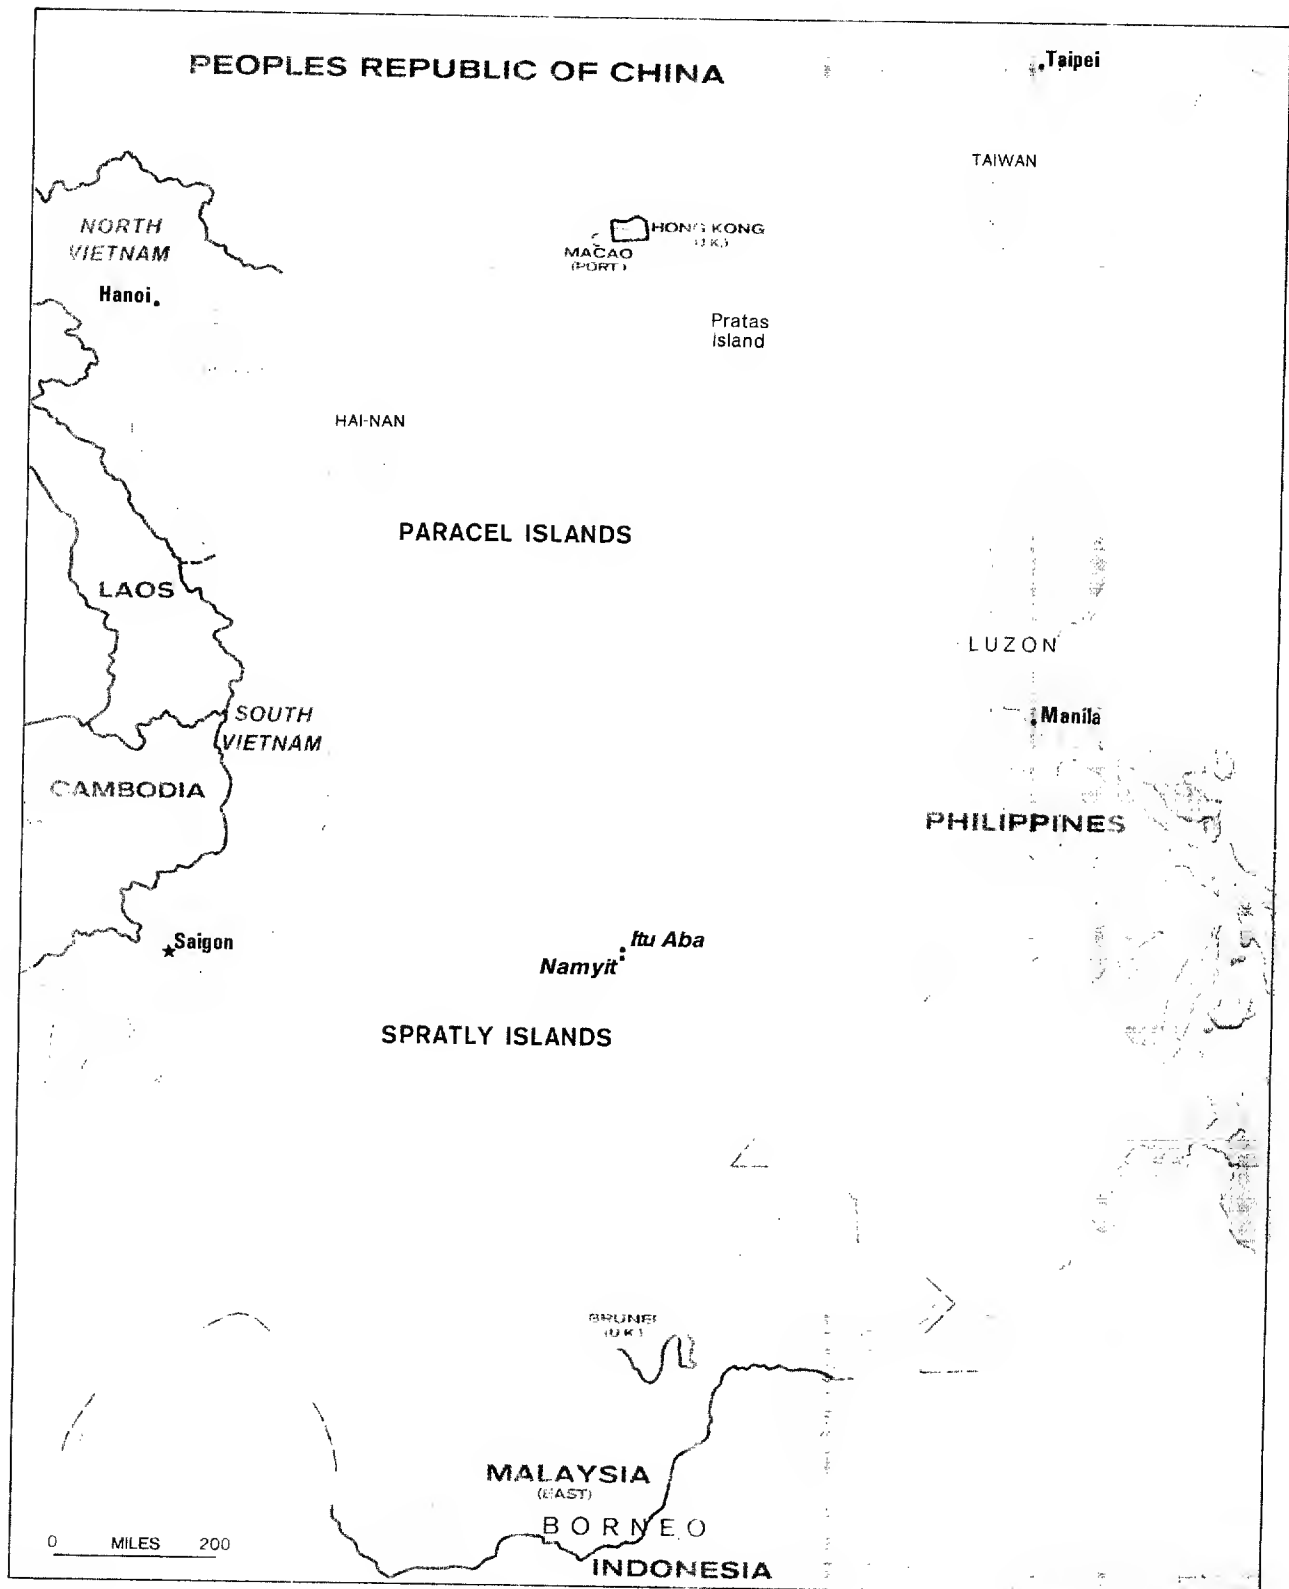 PEOPLES REPUBLIC OF CHINA
Taipei
TAIWAN
NORTH
VIETNAM
HONG KONG
(U.K.)
MACAO
(PORT.)
Hanoi
Pratas
Island
HAI-NAN
PARACEL ISLANDS
LAOS
LUZON
SOUTH
VIETNAM
Manila
CAMBODIA
PHILIPPINES
Saigon
Itu Aba
Namyit
SPRATLY ISLANDS
BRUNEI
(U.K.)
MALAYSIA
(EAST)
BORNEO
0 MILES 200
INDONESIA